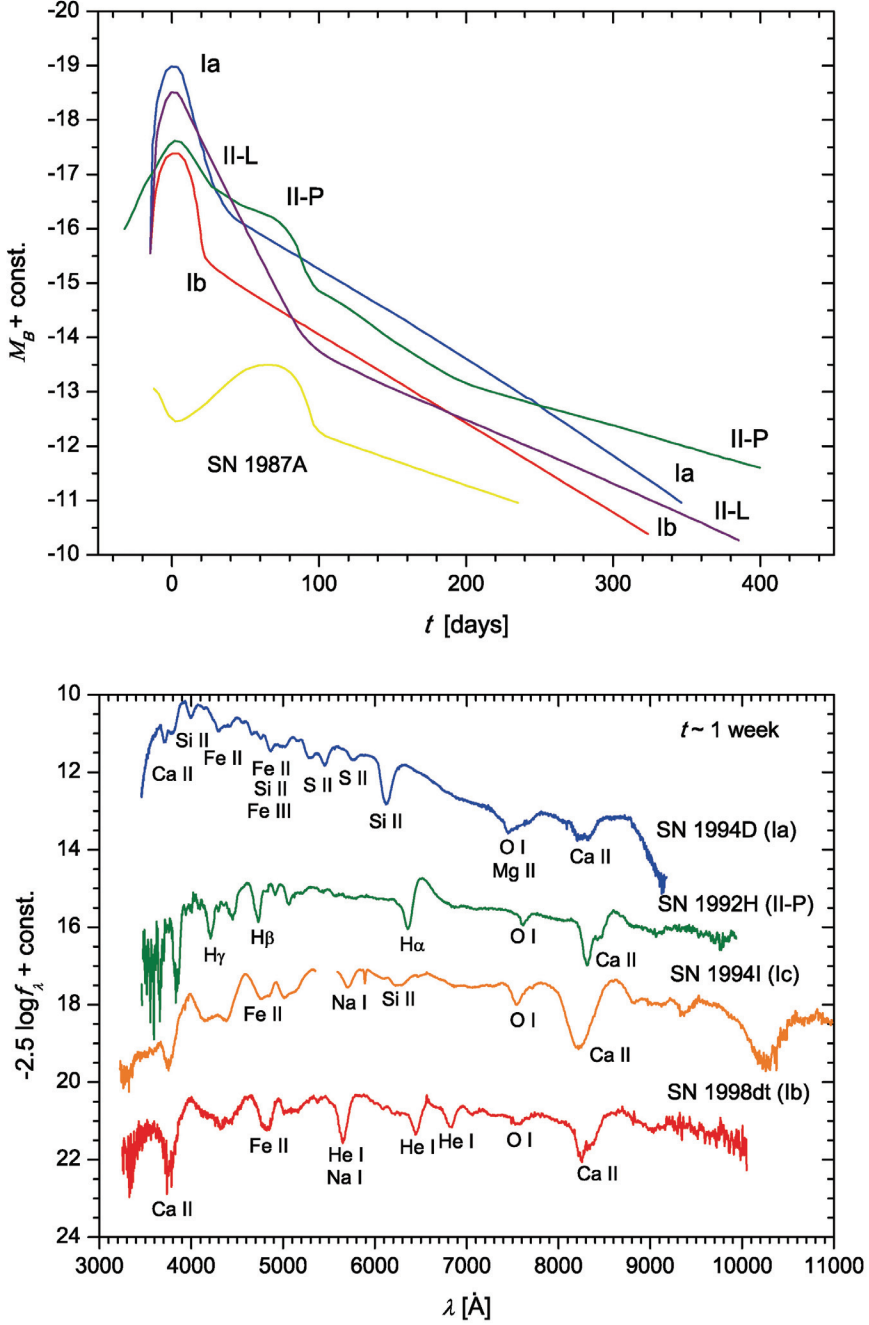 -20
-19
-18
-17
-16
-15
-14
-13
-12
-11
-10
M_B + const.
Ia
II-L
II-P
Ib
SN 1987A
II-P
Ia
II-L
Ib
0
100
200
300
400
t [days]
10
12
14
16
18
20
22
24
-2.5 logf_λ + const.
t ~ 1 week
Ca II
Si II
Fe II
Fe II
Si II
Fe III
S II
S II
Si II
O I
Mg II
Ca II
SN 1994D (Ia)
SN 1992H (II-P)
Hγ
Hβ
Hα
O I
Ca II
SN 1994I (Ic)
Fe II
Na I
Si II
O I
Ca II
SN 1998dt (Ib)
Ca II
Fe II
He I
Na I
He I
He I
O I
Ca II
3000
4000
5000
6000
7000
8000
9000
10000
11000
λ [Å]